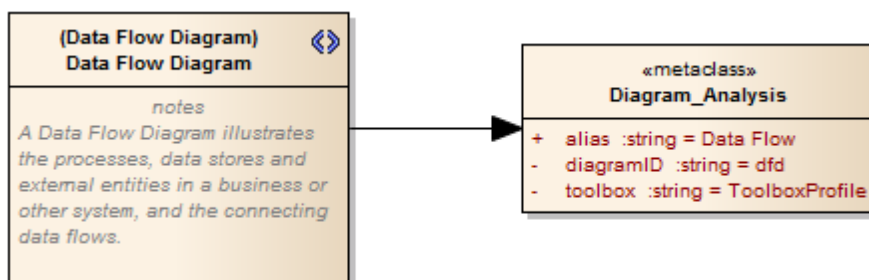 (Data Flow Diagram)
Data Flow Diagram
notes
A Data Flow Diagram illustrates
the processes, data stores and
external entities in a business or
other system, and the connecting
data flows.
«metaclass»
Diagram_Analysis
+ alias :string = Data Flow
- diagramID :string = dfd
- toolbox :string = ToolboxProfile